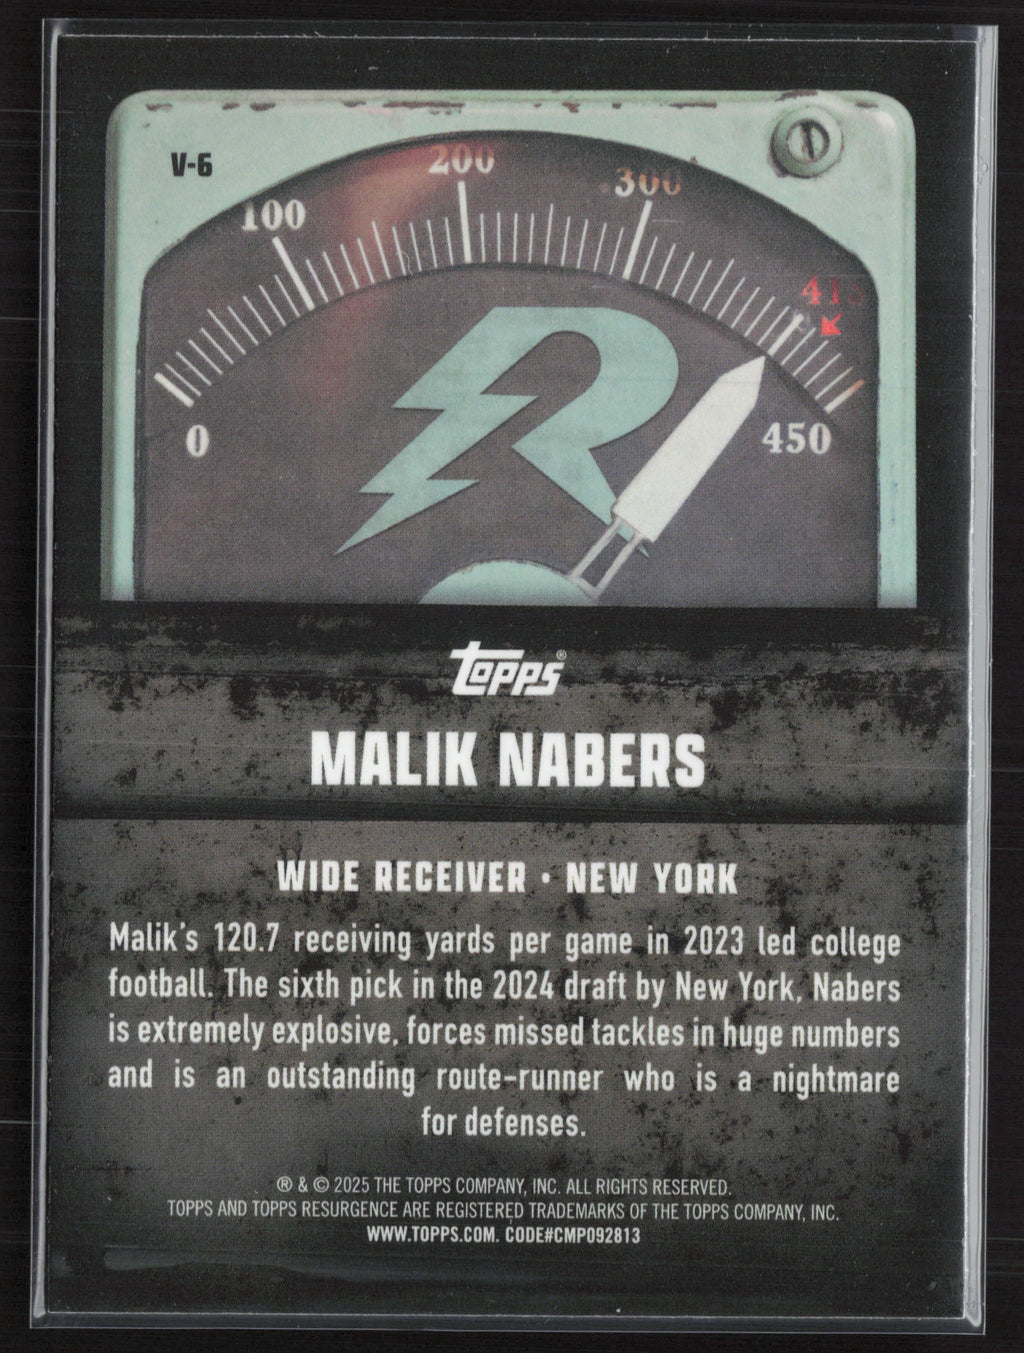 V-6
0
100
200
300
415
450
R
TOPPS®
MALIK NABERS
WIDE RECEIVER · NEW YORK
Malik's 120.7 receiving yards per game in 2023 led college
football. The sixth pick in the 2024 draft by New York, Nabers
is extremely explosive, forces missed tackles in huge numbers
and is an outstanding route-runner who is a nightmare
for defenses.
® & © 2025 THE TOPPS COMPANY, INC. ALL RIGHTS RESERVED.
TOPPS AND TOPPS RESURGENCE ARE REGISTERED TRADEMARKS OF THE TOPPS COMPANY, INC.
WWW.TOPPS.COM. CODE#CMP092813